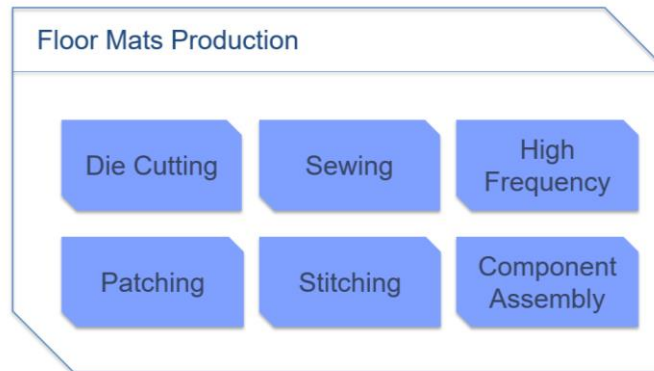 Floor Mats Production
Die Cutting
Sewing
High
Frequency
Patching
Stitching
Component
Assembly